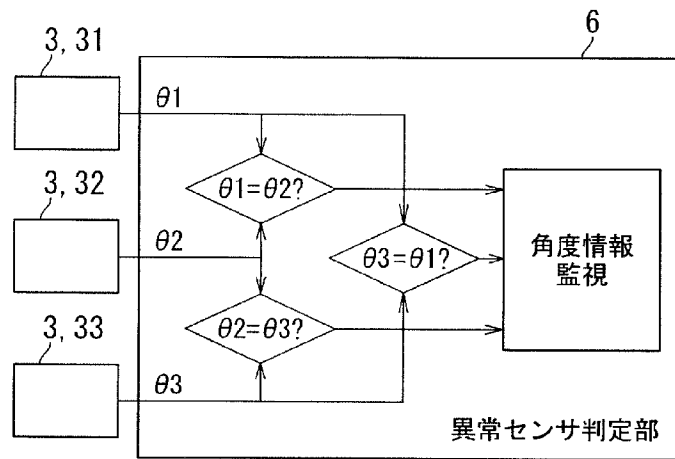 6
3, 31
θ1
θ1=θ2?
3, 32
θ2
θ3=θ1?
角度情報
監視
θ2=θ3?
3, 33
θ3
異常センサ判定部